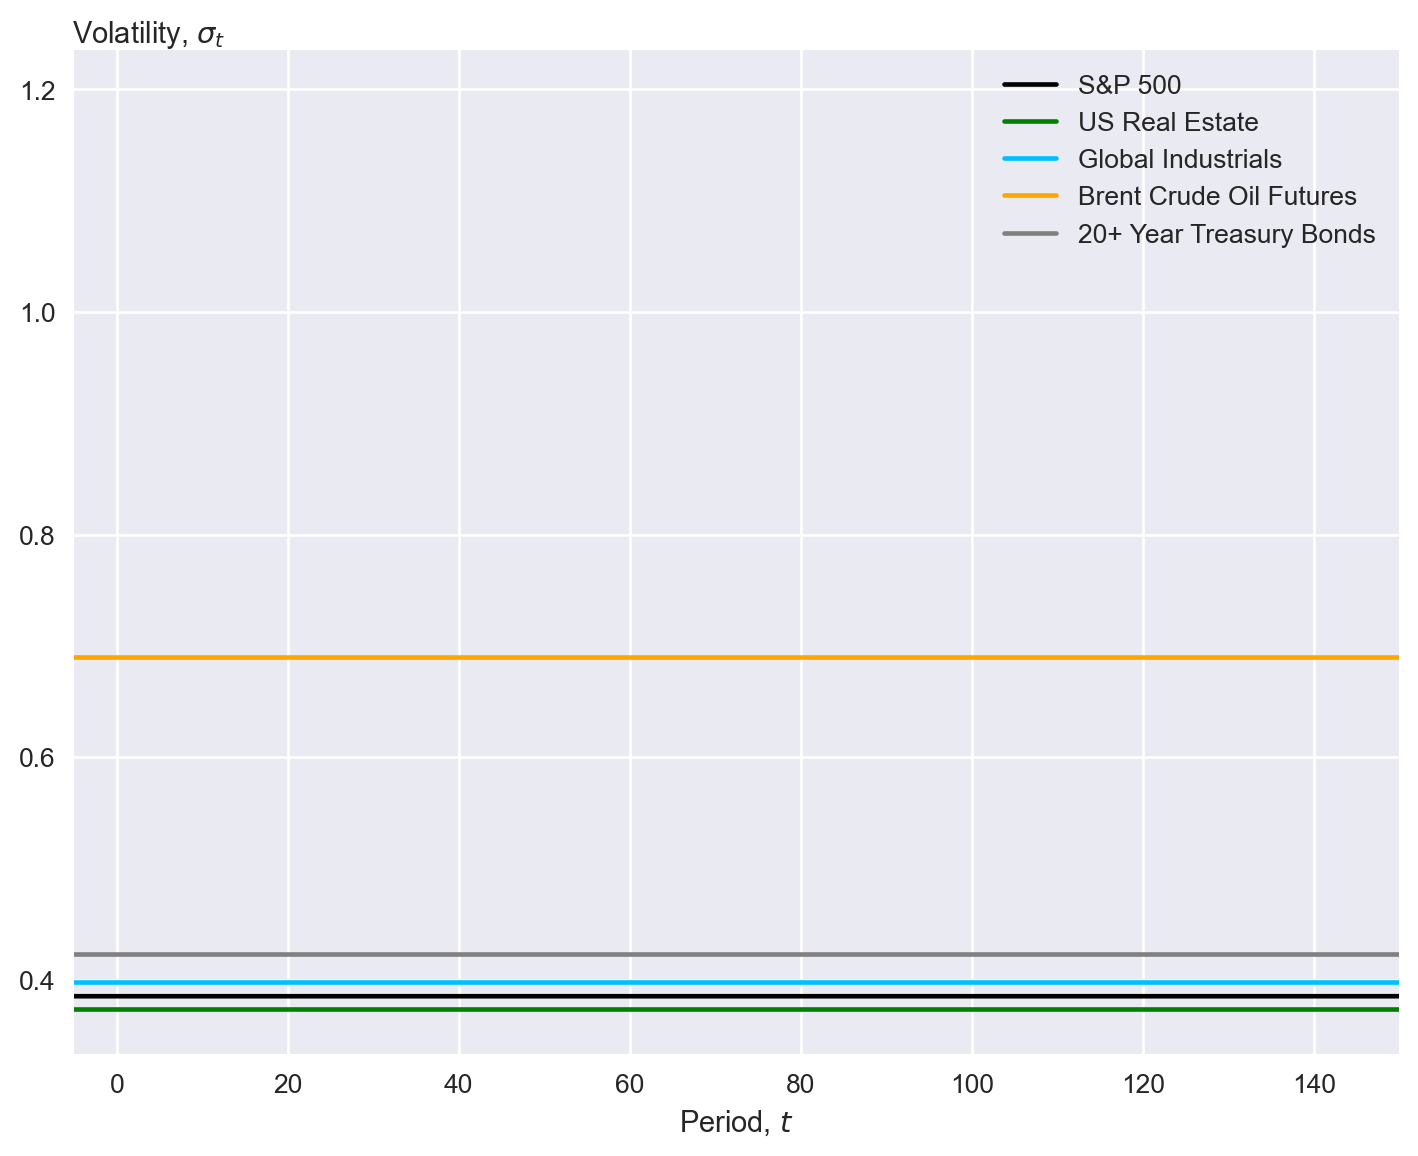 Volatility, σt
1.2
1.0
0.8
0.6
0.4
S&P 500
US Real Estate
Global Industrials
Brent Crude Oil Futures
20+ Year Treasury Bonds
0 20 40 60 80 100 120 140
Period, t